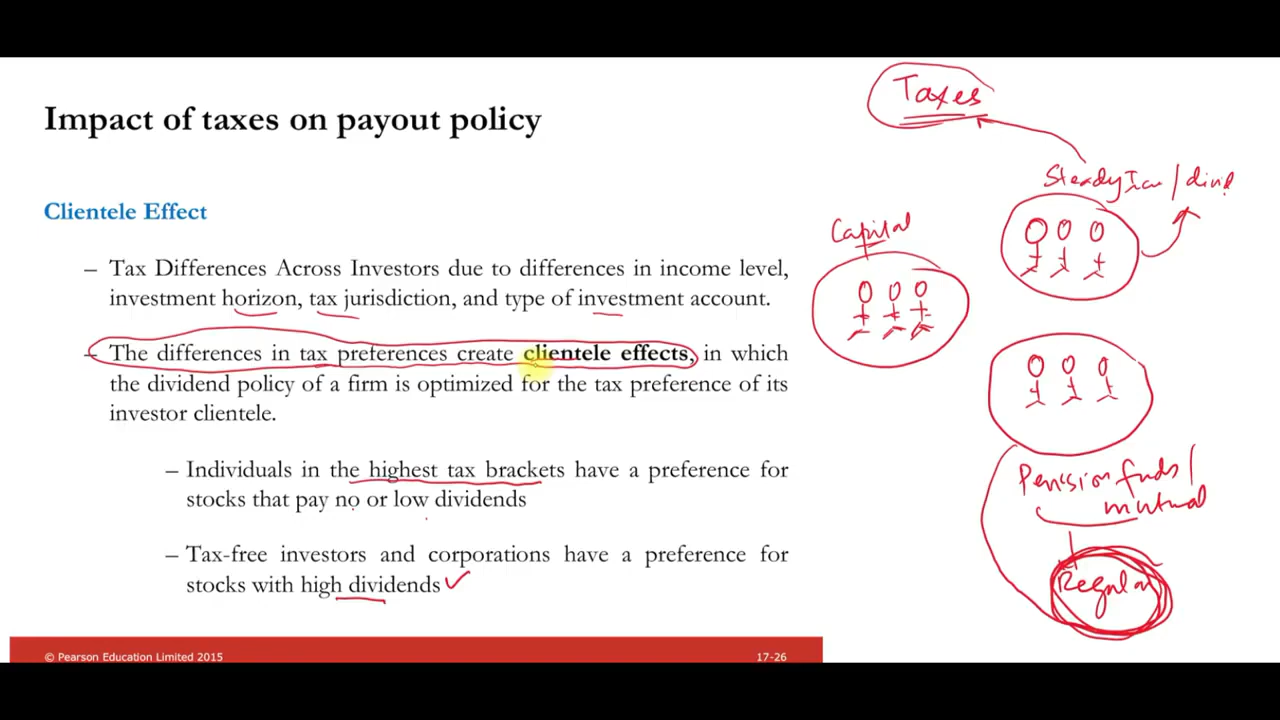 Impact of taxes on payout policy
Clientele Effect
– Tax Differences Across Investors due to differences in income level,
investment horizon, tax jurisdiction, and type of investment account.
– The differences in tax preferences create clientele effects, in which
the dividend policy of a firm is optimized for the tax preference of its
investor clientele.
– Individuals in the highest tax brackets have a preference for
stocks that pay no or low dividends
– Tax-free investors and corporations have a preference for
stocks with high dividends
© Pearson Education Limited 2015
17-26
Taxes
Steady / divid
Capital
Pension funds/
mutual
Regular